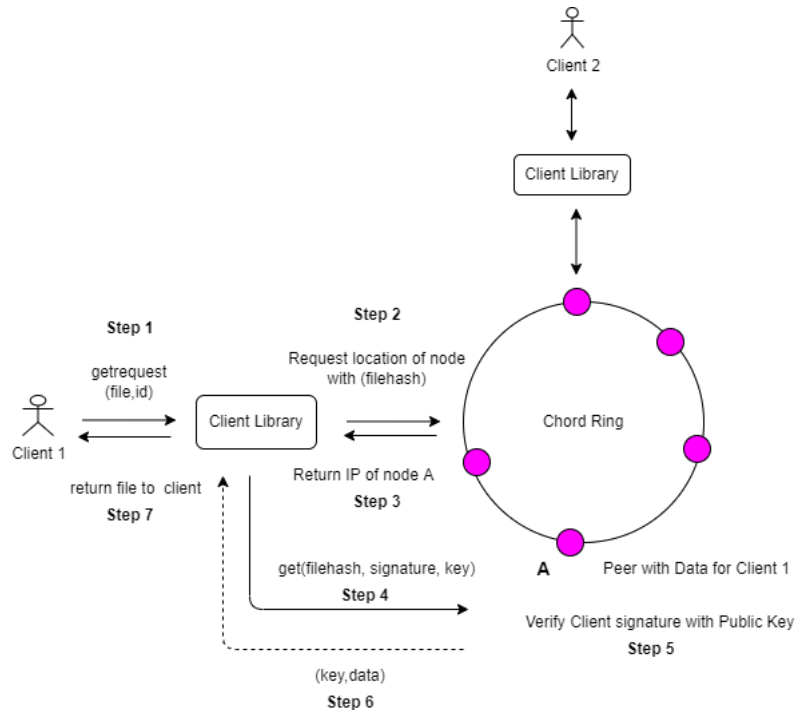 Client 2
Client Library
Step 1
Step 2
getrequest
(file,id)
Request location of node
with (filehash)
Client 1
Client Library
Chord Ring
return file to client
Step 7
Return IP of node A
Step 3
get(filehash, signature, key)
Step 4
A
Peer with Data for Client 1
Verify Client signature with Public Key
Step 5
(key,data)
Step 6